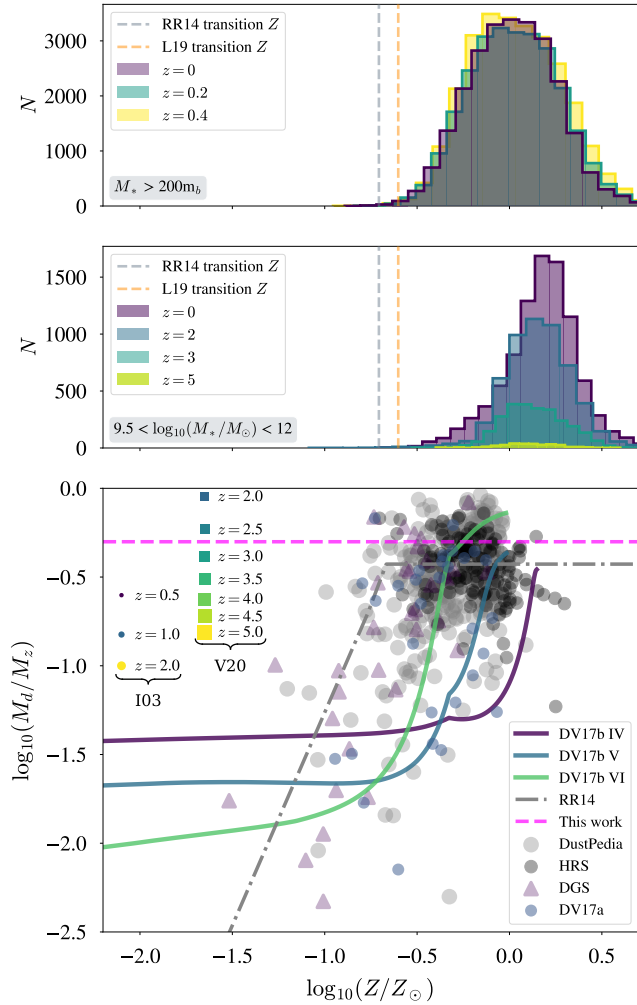 3000
2000
1000
0
N
RR14 transition Z
L19 transition Z
z = 0
z = 0.2
z = 0.4
M* > 200m_b
1500
1000
500
0
N
RR14 transition Z
L19 transition Z
z = 0
z = 2
z = 3
z = 5
9.5 < log₁₀(M*/M⊙) < 12
0.0
−0.5
−1.0
−1.5
−2.0
−2.5
log₁₀(M_d/M_z)
z = 0.5
z = 1.0
z = 2.0
I03
z = 2.0
z = 2.5
z = 3.0
z = 3.5
z = 4.0
z = 4.5
z = 5.0
V20
DV17b IV
DV17b V
DV17b VI
RR14
This work
DustPedia
HRS
DGS
DV17a
−2.0 −1.5 −1.0 −0.5 0.0 0.5
log₁₀(Z/Z⊙)